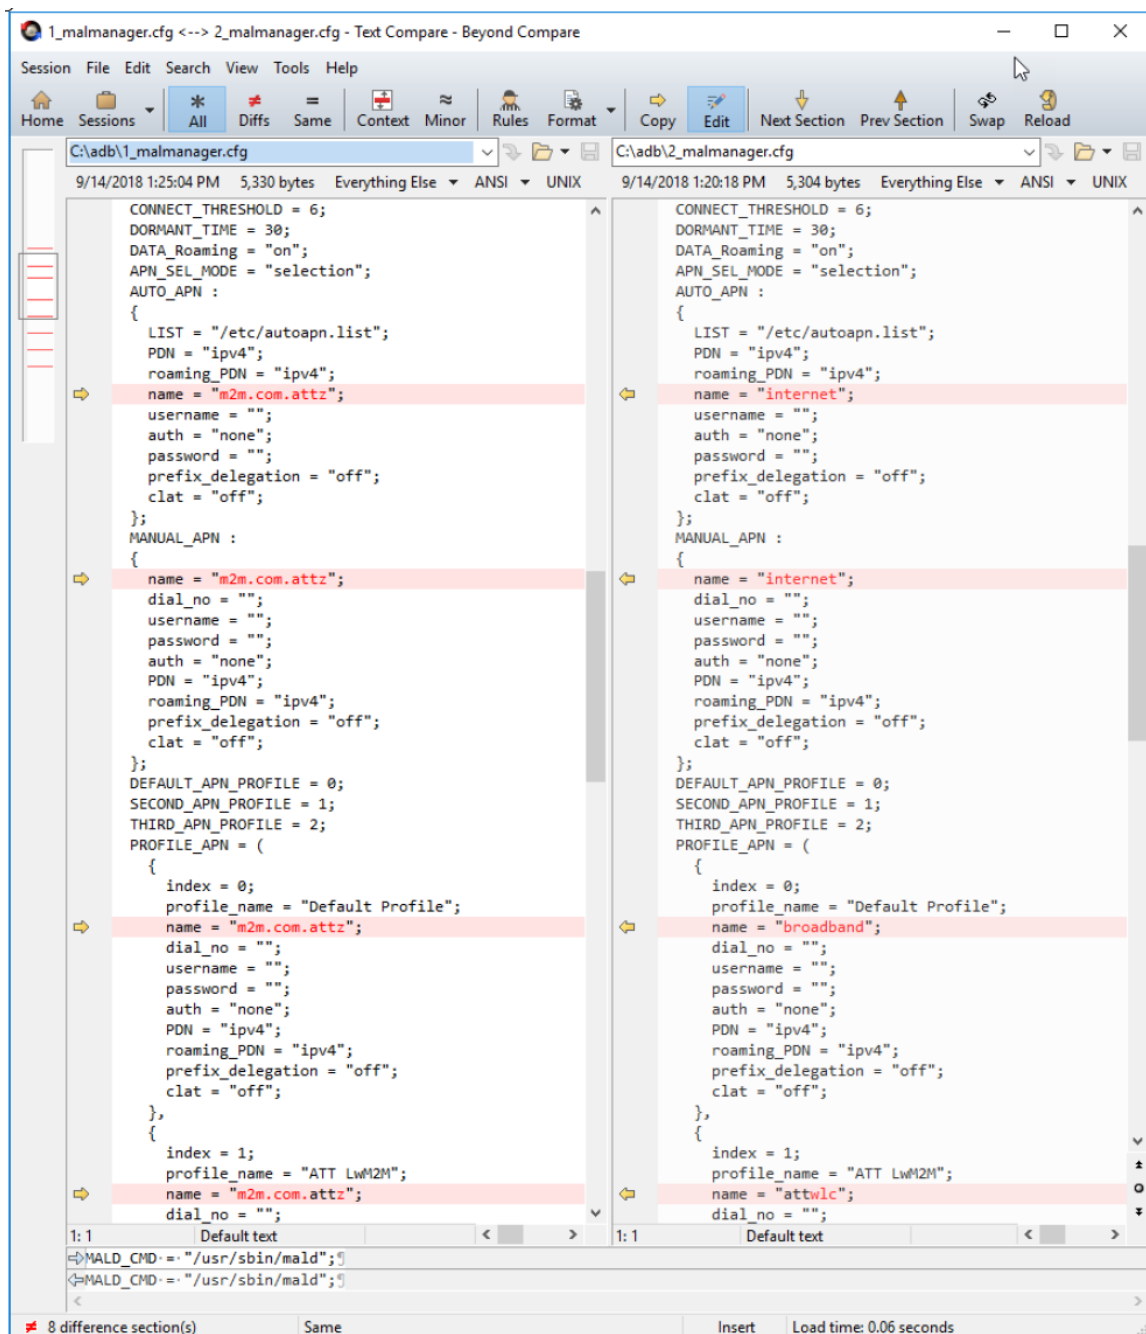 1_malmanager.cfg <--> 2_malmanager.cfg - Text Compare - Beyond Compare
Session File Edit Search View Tools Help
Home Sessions All Diffs Same Context Minor Rules Format Copy Edit Next Section Prev Section Swap Reload
C:\adb\1_malmanager.cfg
9/14/2018 1:25:04 PM 5,330 bytes Everything Else ANSI UNIX
CONNECT_THRESHOLD = 6;
DORMANT_TIME = 30;
DATA_Roaming = "on";
APN_SEL_MODE = "selection";
AUTO_APN :
{
LIST = "/etc/autoapn.list";
PDN = "ipv4";
roaming_PDN = "ipv4";
name = "m2m.com.attz";
username = "";
auth = "none";
password = "";
prefix_delegation = "off";
clat = "off";
};
MANUAL_APN :
{
name = "m2m.com.attz";
dial_no = "";
username = "";
password = "";
auth = "none";
PDN = "ipv4";
roaming_PDN = "ipv4";
prefix_delegation = "off";
clat = "off";
};
DEFAULT_APN_PROFILE = 0;
SECOND_APN_PROFILE = 1;
THIRD_APN_PROFILE = 2;
PROFILE_APN = (
{
index = 0;
profile_name = "Default Profile";
name = "m2m.com.attz";
dial_no = "";
username = "";
password = "";
auth = "none";
PDN = "ipv4";
roaming_PDN = "ipv4";
prefix_delegation = "off";
clat = "off";
},
{
index = 1;
profile_name = "ATT LwM2M";
name = "m2m.com.attz";
dial_no = "";
1: 1 Default text
C:\adb\2_malmanager.cfg
9/14/2018 1:20:18 PM 5,304 bytes Everything Else ANSI UNIX
CONNECT_THRESHOLD = 6;
DORMANT_TIME = 30;
DATA_Roaming = "on";
APN_SEL_MODE = "selection";
AUTO_APN :
{
LIST = "/etc/autoapn.list";
PDN = "ipv4";
roaming_PDN = "ipv4";
name = "internet";
username = "";
auth = "none";
password = "";
prefix_delegation = "off";
clat = "off";
};
MANUAL_APN :
{
name = "internet";
dial_no = "";
username = "";
password = "";
auth = "none";
PDN = "ipv4";
roaming_PDN = "ipv4";
prefix_delegation = "off";
clat = "off";
};
DEFAULT_APN_PROFILE = 0;
SECOND_APN_PROFILE = 1;
THIRD_APN_PROFILE = 2;
PROFILE_APN = (
{
index = 0;
profile_name = "Default Profile";
name = "broadband";
dial_no = "";
username = "";
password = "";
auth = "none";
PDN = "ipv4";
roaming_PDN = "ipv4";
prefix_delegation = "off";
clat = "off";
},
{
index = 1;
profile_name = "ATT LwM2M";
name = "attwlc";
dial_no = "";
1: 1 Default text
MALD_CMD·=·"/usr/sbin/mald";¶
MALD_CMD·=·"/usr/sbin/mald";¶
8 difference section(s) Same Insert Load time: 0.06 seconds